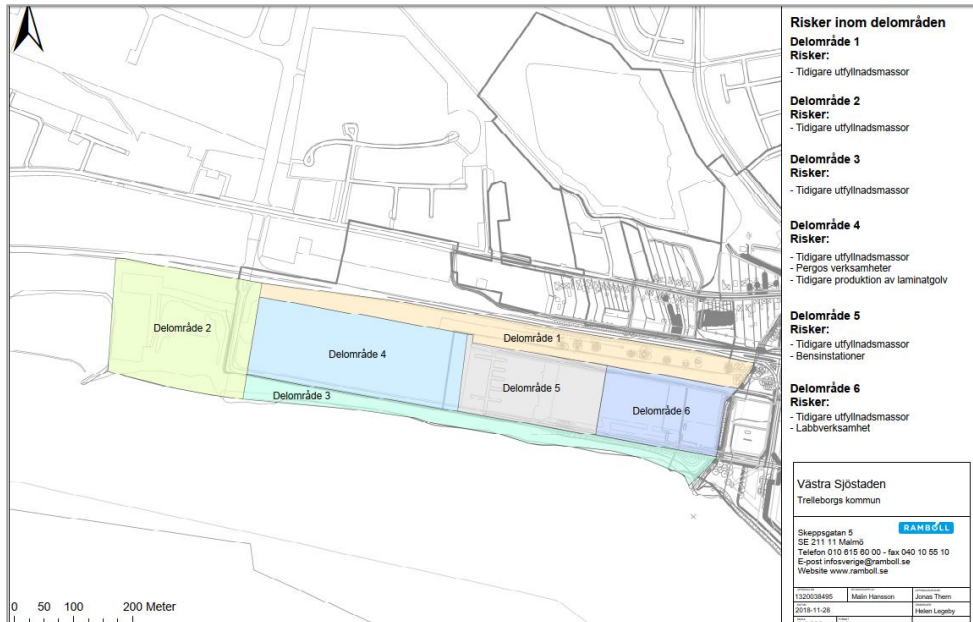 Risker inom delområden
Delområde 1
Risker:
- Tidigare utfyllnadsmassor
Delområde 2
Risker:
- Tidigare utfyllnadsmassor
Delområde 3
Risker:
- Tidigare utfyllnadsmassor
Delområde 4
Risker:
- Tidigare utfyllnadsmassor
- Pergos verksamheter
- Tidigare produktion av laminatgolv
Delområde 5
Risker:
- Tidigare utfyllnadsmassor
- Bensinstationer
Delområde 6
Risker:
- Tidigare utfyllnadsmassor
- Labbverksamhet
Delområde 2
Delområde 1
Delområde 4
Delområde 5
Delområde 3
Delområde 6
Västra Sjöstaden
Trelleborgs kommun
RAMBOLL
Skeppsgatan 5
SE 211 11 Malmö
Telefon 010 615 60 00 - fax 040 10 55 10
E-post infosverige@ramboll.se
Website www.ramboll.se
1320038495 Malin Hansson Jonas Thern
2018-11-28 Helen Legeby
0 50 100 200 Meter